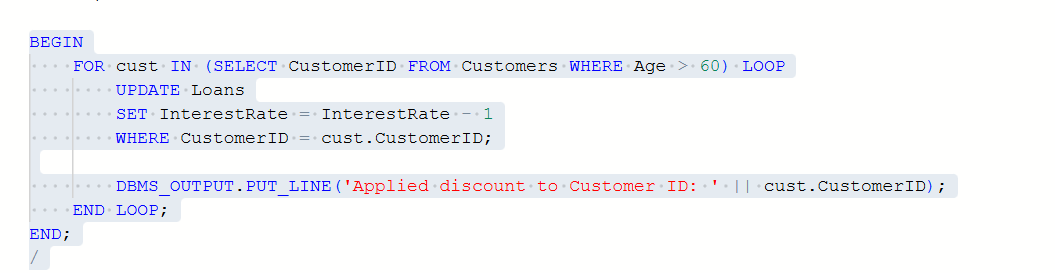 BEGIN
    FOR cust IN (SELECT CustomerID FROM Customers WHERE Age > 60) LOOP
        UPDATE Loans
        SET InterestRate = InterestRate - 1
        WHERE CustomerID = cust.CustomerID;

        DBMS_OUTPUT.PUT_LINE('Applied discount to Customer ID: ' || cust.CustomerID);
    END LOOP;
END;
/